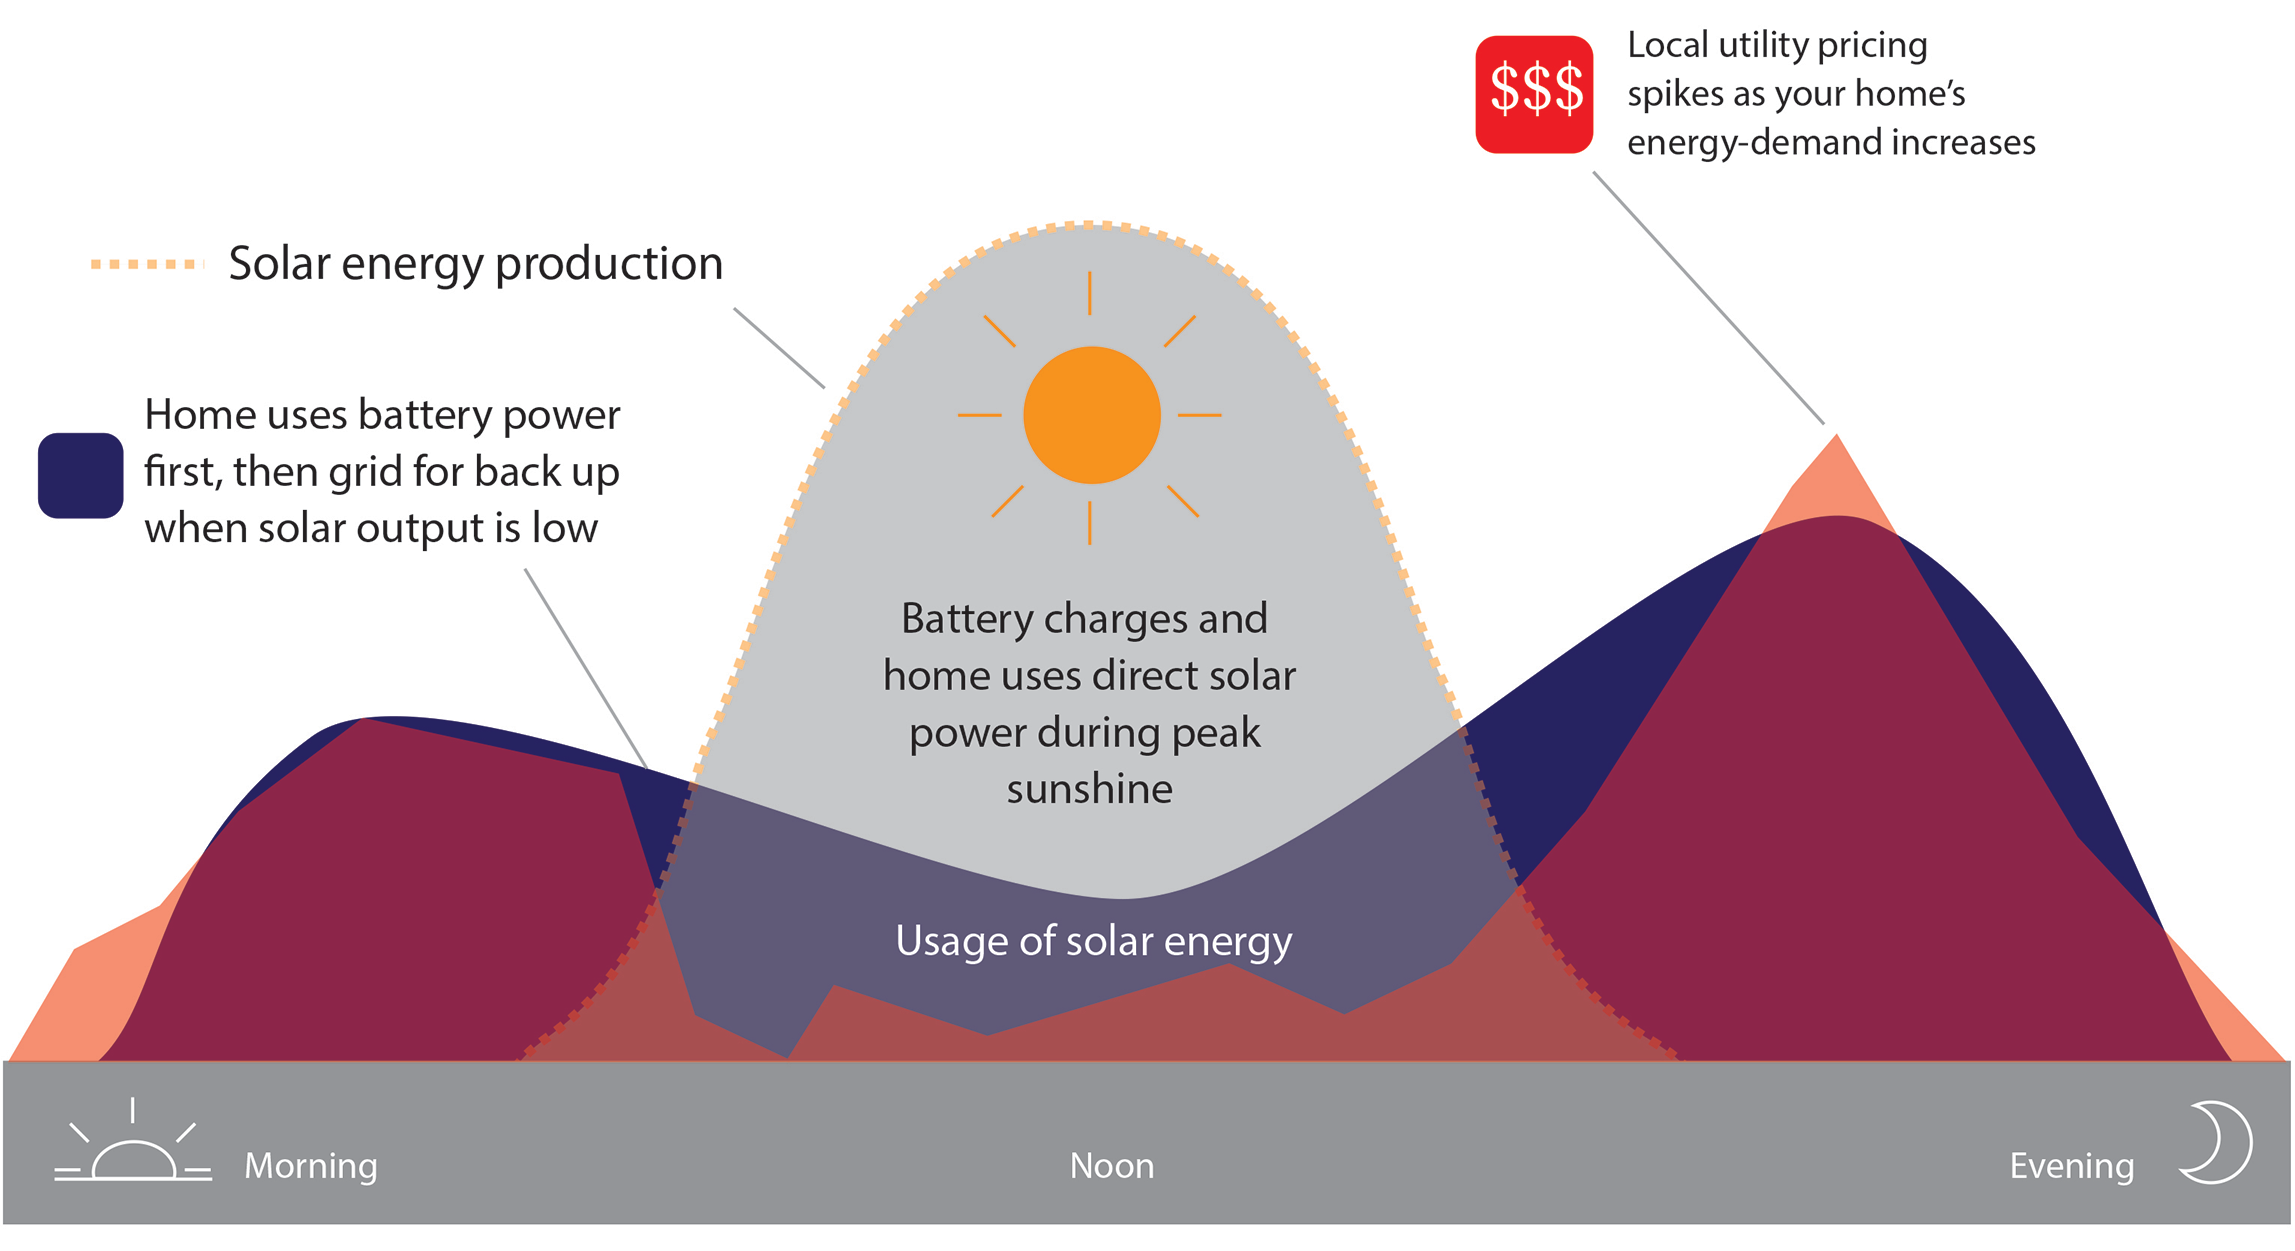 $$$
Local utility pricing
spikes as your home's
energy-demand increases
Solar energy production
Home uses battery power
first, then grid for back up
when solar output is low
Battery charges and
home uses direct solar
power during peak
sunshine
Usage of solar energy
Morning
Noon
Evening